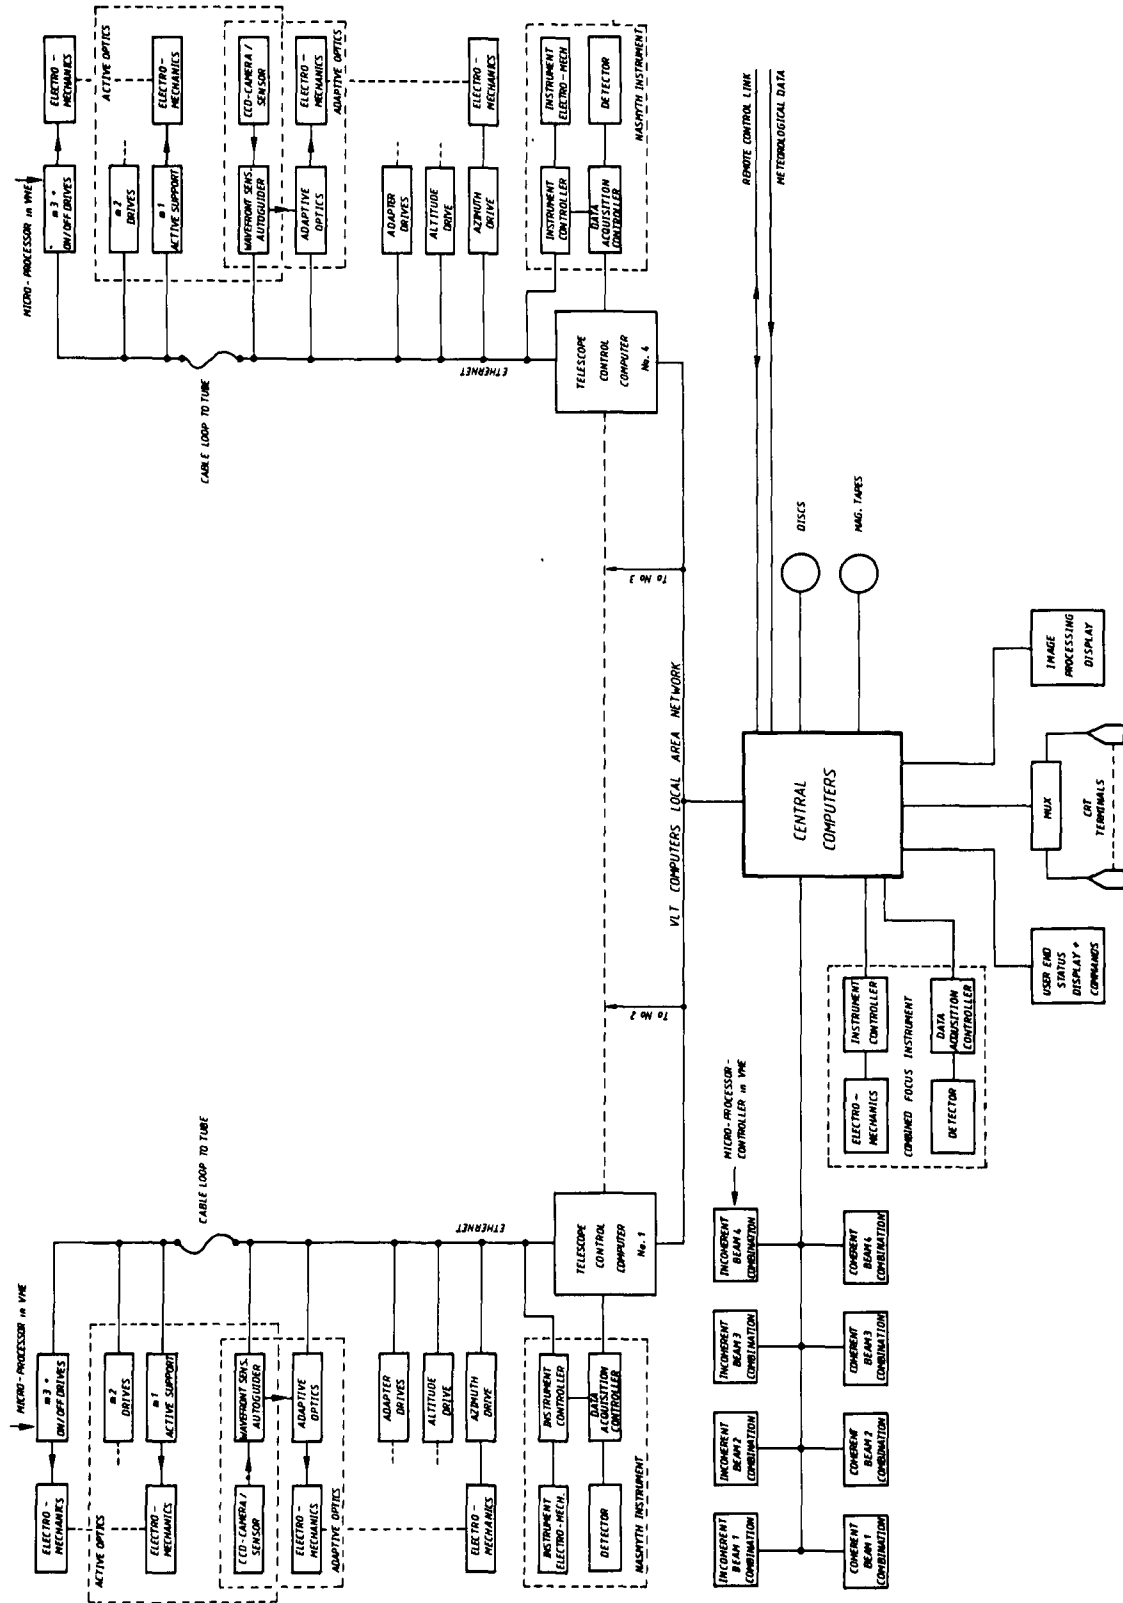 MICRO-PROCESSOR in VME
m3 +
ON/OFF DRIVES
ELECTRO-
MECHANICS
ACTIVE OPTICS
m2
DRIVES
m1
ACTIVE SUPPORT
ELECTRO-
MECHANICS
CABLE LOOP TO TUBE
WAVEFRONT SENS.
AUTOGUIDER
CCD-CAMERA/
SENSOR
ADAPTIVE
OPTICS
ELECTRO-
MECHANICS
ADAPTIVE OPTICS
ADAPTER
DRIVES
ALTITUDE
DRIVE
AZIMUTH
DRIVE
ELECTRO-
MECHANICS
ETHERNET
INSTRUMENT
CONTROLLER
INSTRUMENT
ELECTRO-MECH.
DATA
ACQUISITION
CONTROLLER
DETECTOR
NASMYTH INSTRUMENT
TELESCOPE
CONTROL
COMPUTER
No. 1
MICRO-PROCESSOR in VME
m3 +
ON/OFF DRIVES
ELECTRO-
MECHANICS
ACTIVE OPTICS
m2
DRIVES
m1
ACTIVE SUPPORT
ELECTRO-
MECHANICS
CABLE LOOP TO TUBE
WAVEFRONT SENS.
AUTOGUIDER
CCD-CAMERA/
SENSOR
ADAPTIVE
OPTICS
ELECTRO-
MECHANICS
ADAPTIVE OPTICS
ADAPTER
DRIVES
ALTITUDE
DRIVE
AZIMUTH
DRIVE
ELECTRO-
MECHANICS
ETHERNET
INSTRUMENT
CONTROLLER
INSTRUMENT
ELECTRO-MECH
DATA
ACQUISITION
CONTROLLER
DETECTOR
NASMYTH INSTRUMENT
TELESCOPE
CONTROL
COMPUTER
No. 4
To No 2
To No 3
VLT COMPUTERS LOCAL AREA NETWORK
REMOTE CONTROL LINK
METEOROLOGICAL DATA
CENTRAL
COMPUTERS
DISCS
MAG. TAPES
MICRO-PROCESSOR-
CONTROLLER in VME
INCOHERENT
BEAM 1
COMBINATION
INCOHERENT
BEAM 2
COMBINATION
INCOHERENT
BEAM 3
COMBINATION
INCOHERENT
BEAM 4
COMBINATION
COHERENT
BEAM 1
COMBINATION
COHERENT
BEAM 2
COMBINATION
COHERENT
BEAM 3
COMBINATION
COHERENT
BEAM 4
COMBINATION
ELECTRO-
MECHANICS
INSTRUMENT
CONTROLLER
COMBINED FOCUS INSTRUMENT
DETECTOR
DATA
ACQUSITION
CONTROLLER
USER END
STATUS
DISPLAY +
COMMANDS
MUX
CRT
TERMINALS
IMAGE
PROCESSING
DISPLAY